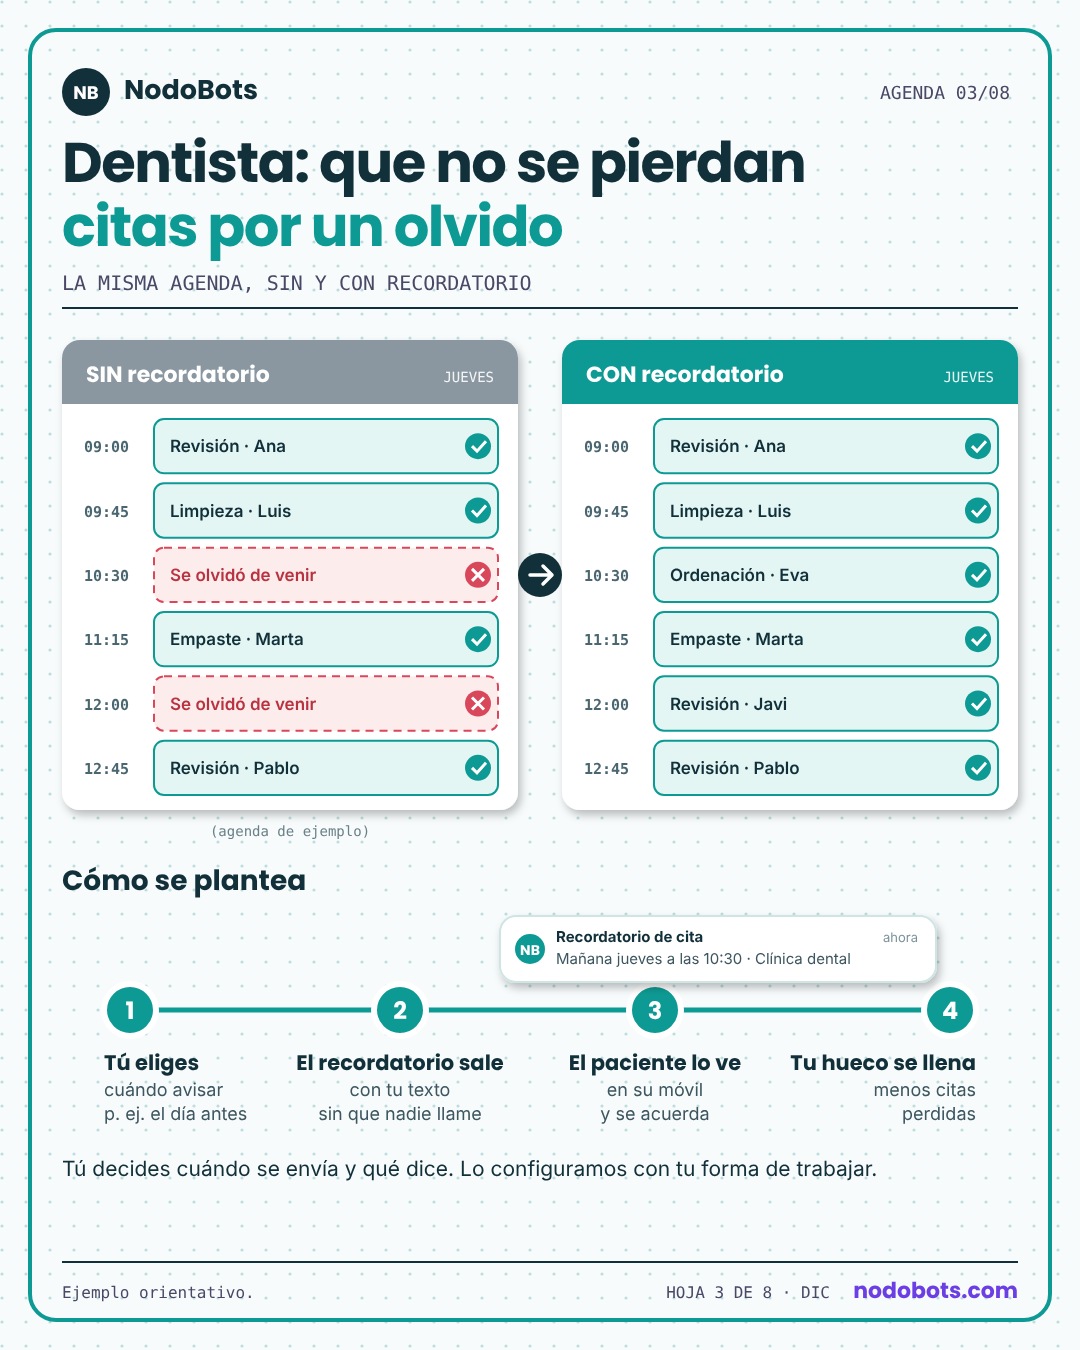 NB NodoBots
AGENDA 03/08
Dentista: que no se pierdan
citas por un olvido
LA MISMA AGENDA, SIN Y CON RECORDATORIO
SIN recordatorio JUEVES
09:00 Revisión · Ana
09:45 Limpieza · Luis
10:30 Se olvidó de venir
11:15 Empaste · Marta
12:00 Se olvidó de venir
12:45 Revisión · Pablo
(agenda de ejemplo)
CON recordatorio JUEVES
09:00 Revisión · Ana
09:45 Limpieza · Luis
10:30 Ordenación · Eva
11:15 Empaste · Marta
12:00 Revisión · Javi
12:45 Revisión · Pablo
Cómo se plantea
NB
Recordatorio de cita ahora
Mañana jueves a las 10:30 · Clínica dental
1
Tú eliges
cuándo avisar
p. ej. el día antes
2
El recordatorio sale
con tu texto
sin que nadie llame
3
El paciente lo ve
en su móvil
y se acuerda
4
Tu hueco se llena
menos citas
perdidas
Tú decides cuándo se envía y qué dice. Lo configuramos con tu forma de trabajar.
Ejemplo orientativo.
HOJA 3 DE 8 · DIC nodobots.com